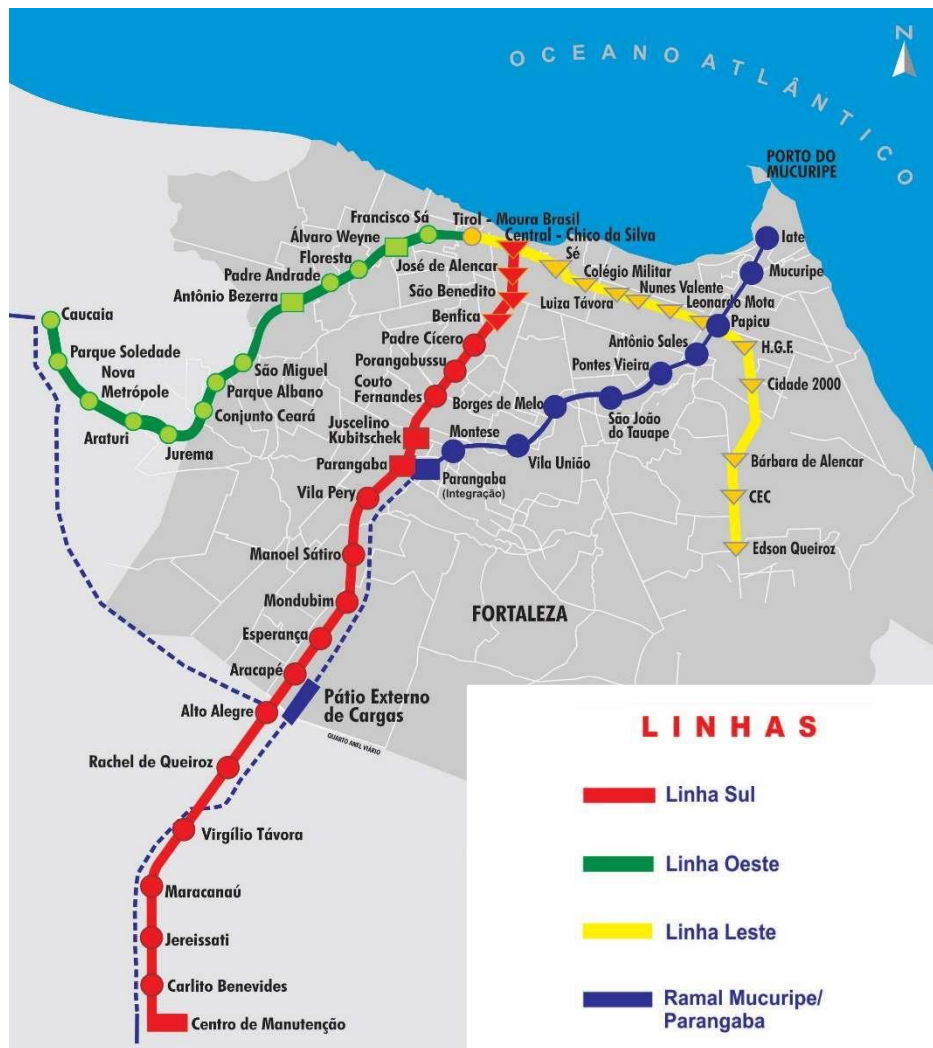 N
OCEANO ATLÂNTICO
PORTO DO
MUCURIPE
Francisco Sá
Tirol - Moura Brasil
Álvaro Weyne
Central - Chico da Silva
Iate
Floresta
José de Alencar
Sé
Padre Andrade
Colégio Militar
Mucuripe
Antônio Bezerra
São Benedito
Nunes Valente
Luiza Távora
Leonardo Mota
Caucaia
Benfica
Papicu
Padre Cícero
Antônio Sales
H.G.F.
Parque Soledade
Porangabussu
Pontes Vieira
Nova
Metrópole
São Miguel
Couto
Fernandes
Cidade 2000
Parque Albano
Borges de Melo
São João
do Tauape
Araturi
Conjunto Ceará
Juscelino
Kubitschek
Montese
Jurema
Parangaba
Vila União
Bárbara de Alencar
Parangaba
(Integração)
Vila Pery
CEC
Manoel Sátiro
Edson Queiroz
Mondubim
FORTALEZA
Esperança
Aracapé
Pátio Externo
de Cargas
Alto Alegre
QUARTO ANEL VIÁRIO
Rachel de Queiroz
Virgílio Távora
Maracanaú
Jereissati
Carlito Benevides
Centro de Manutenção
LINHAS
Linha Sul
Linha Oeste
Linha Leste
Ramal Mucuripe/
Parangaba